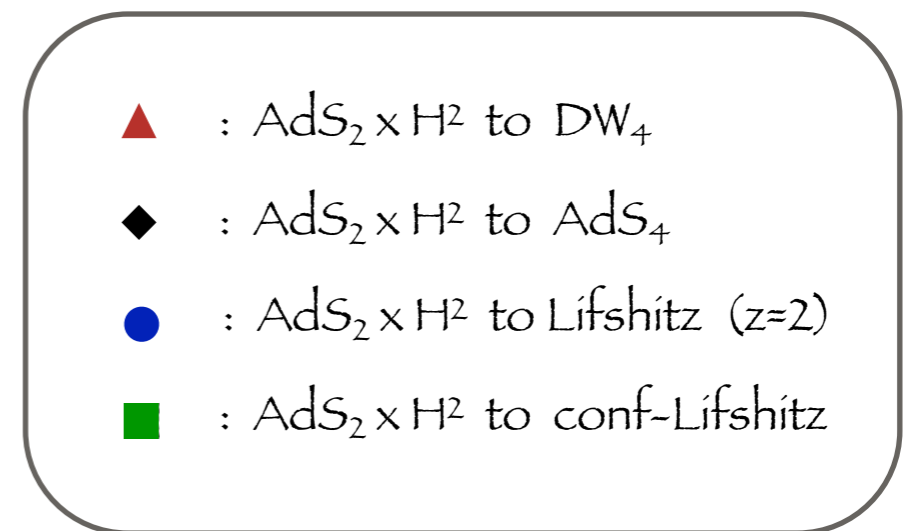 : AdS₂ x H² to DW₄
: AdS₂ x H² to AdS₄
: AdS₂ x H² to Lifshitz (z=2)
: AdS₂ x H² to conf-Lifshitz